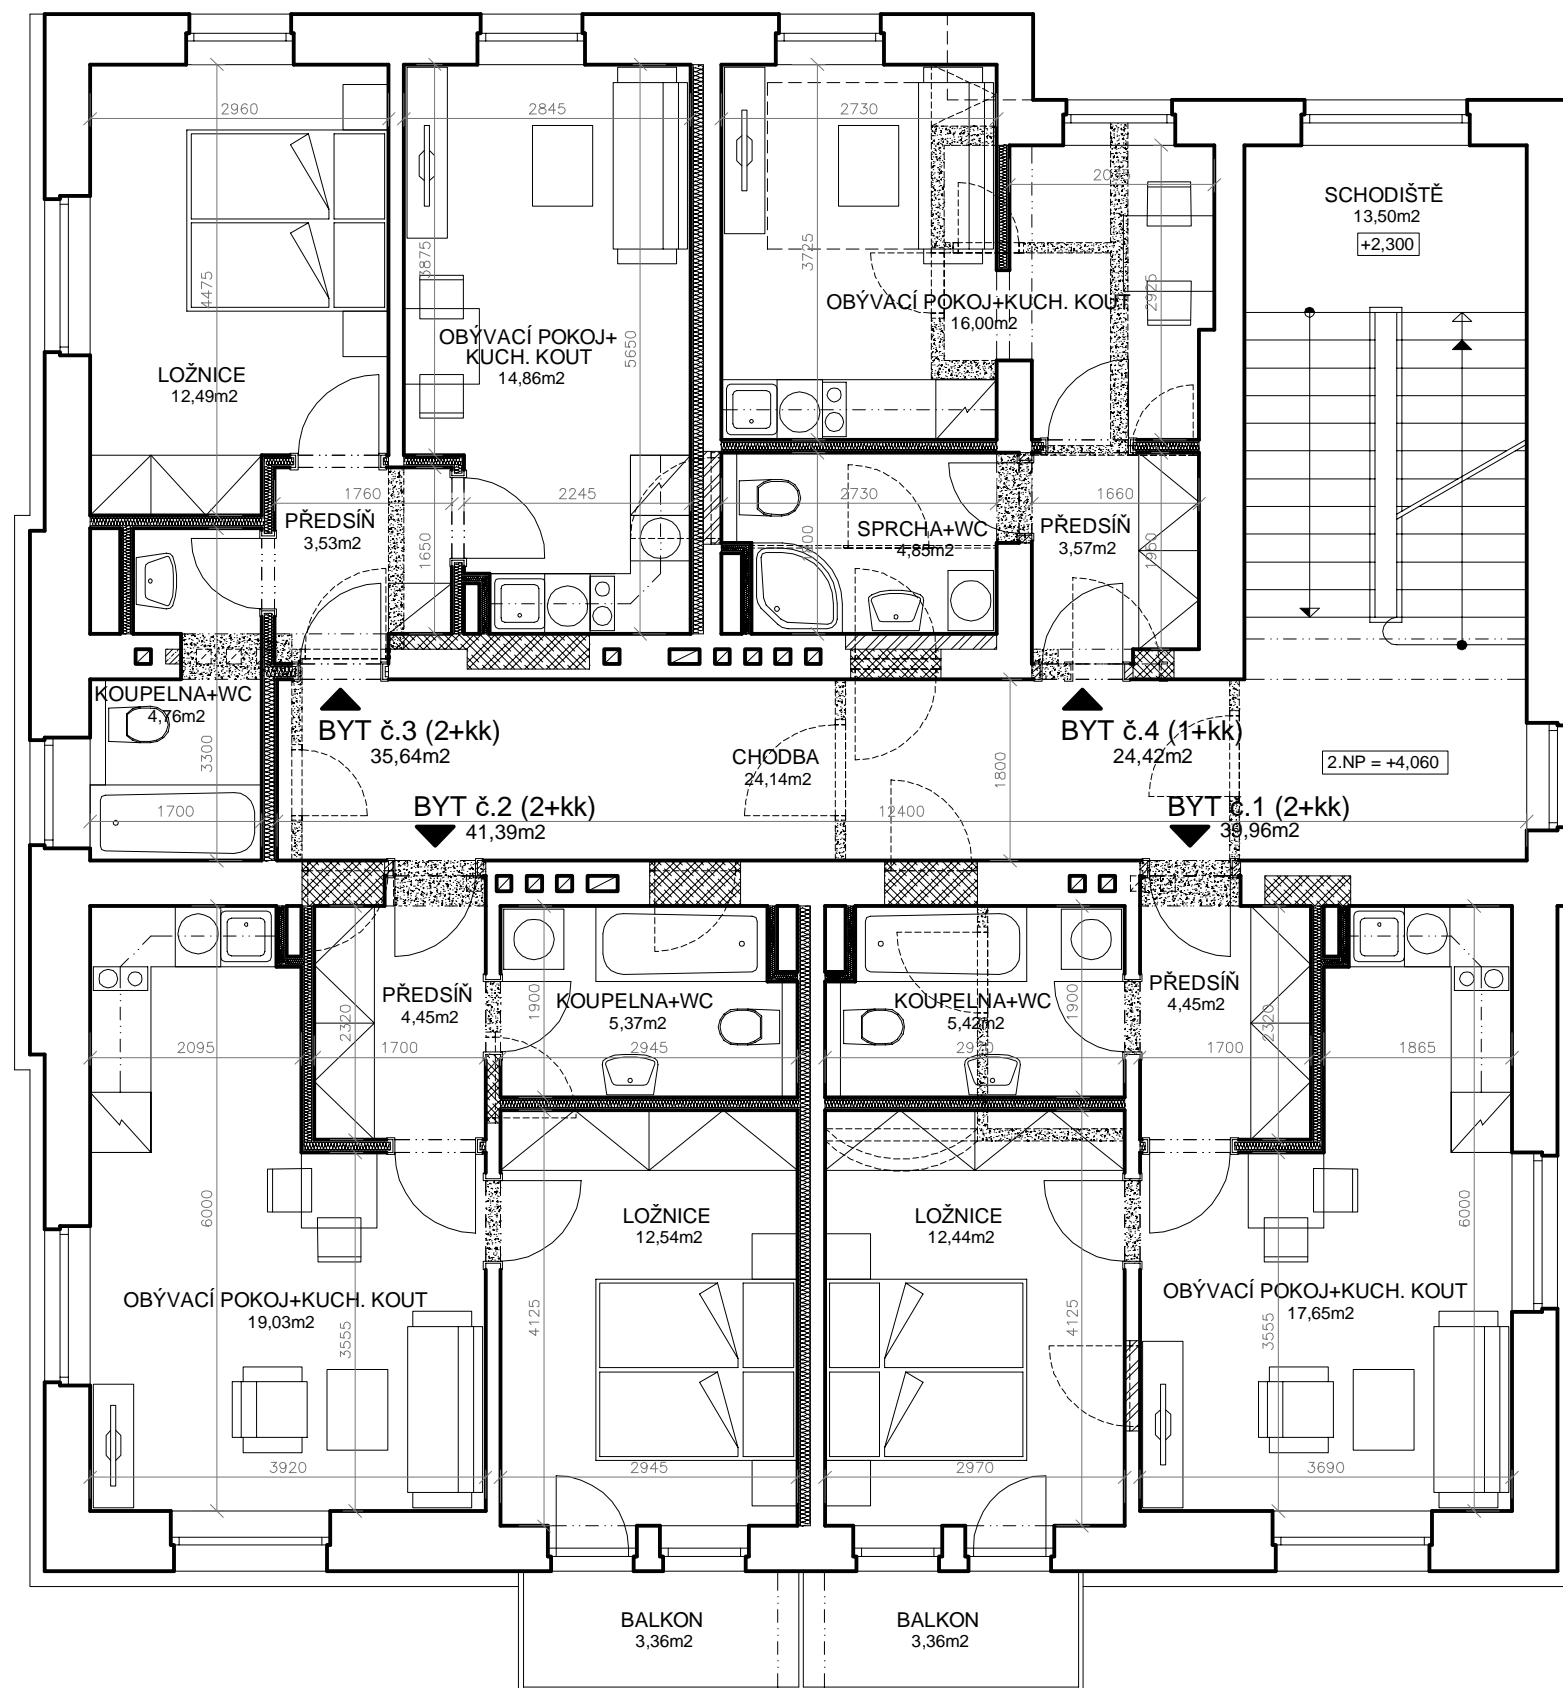 2960
2845
2730
SCHODIŠTĚ
13,50m2
+2,300
4475
3875
3725
2925
5650
OBÝVACÍ POKOJ+KUCH. KOUT
16,00m2
OBÝVACÍ POKOJ+
KUCH. KOUT
14,86m2
LOŽNICE
12,49m2
1760
2245
2730
1660
PŘEDSÍŇ
3,53m2
1650
SPRCHA+WC
4,85m2
PŘEDSÍŇ
3,57m2
1950
KOUPELNA+WC
4,76m2
3300
BYT č.3 (2+kk)
35,64m2
CHODBA
24,14m2
1800
BYT č.4 (1+kk)
24,42m2
2.NP = +4,060
1700
BYT č.2 (2+kk)
41,39m2
12400
BYT č.1 (2+kk)
39,96m2
PŘEDSÍŇ
4,45m2
2320
KOUPELNA+WC
5,37m2
1900
KOUPELNA+WC
5,42m2
1900
PŘEDSÍŇ
4,45m2
2320
2095
1700
2945
2970
1700
1865
6000
LOŽNICE
12,54m2
LOŽNICE
12,44m2
6000
OBÝVACÍ POKOJ+KUCH. KOUT
19,03m2
3555
4125
4125
OBÝVACÍ POKOJ+KUCH. KOUT
17,65m2
3555
3920
2945
2970
3690
BALKON
3,36m2
BALKON
3,36m2